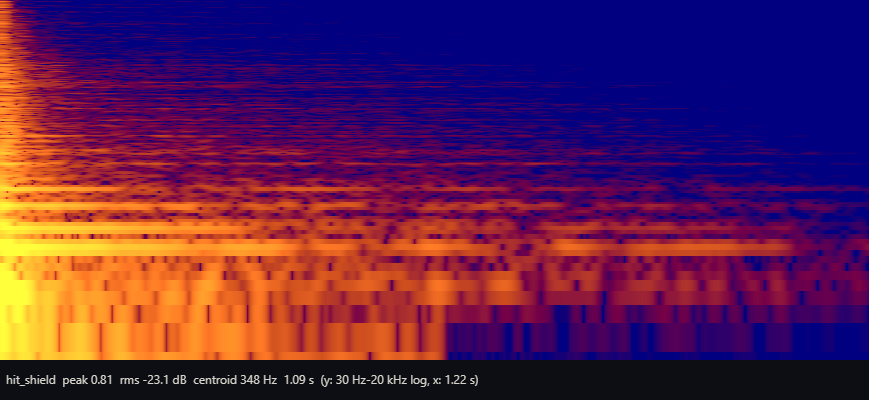 hit_shield peak 0.81 rms -23.1 dB centroid 348 Hz 1.09 s (y: 30 Hz-20 kHz log, x: 1.22 s)